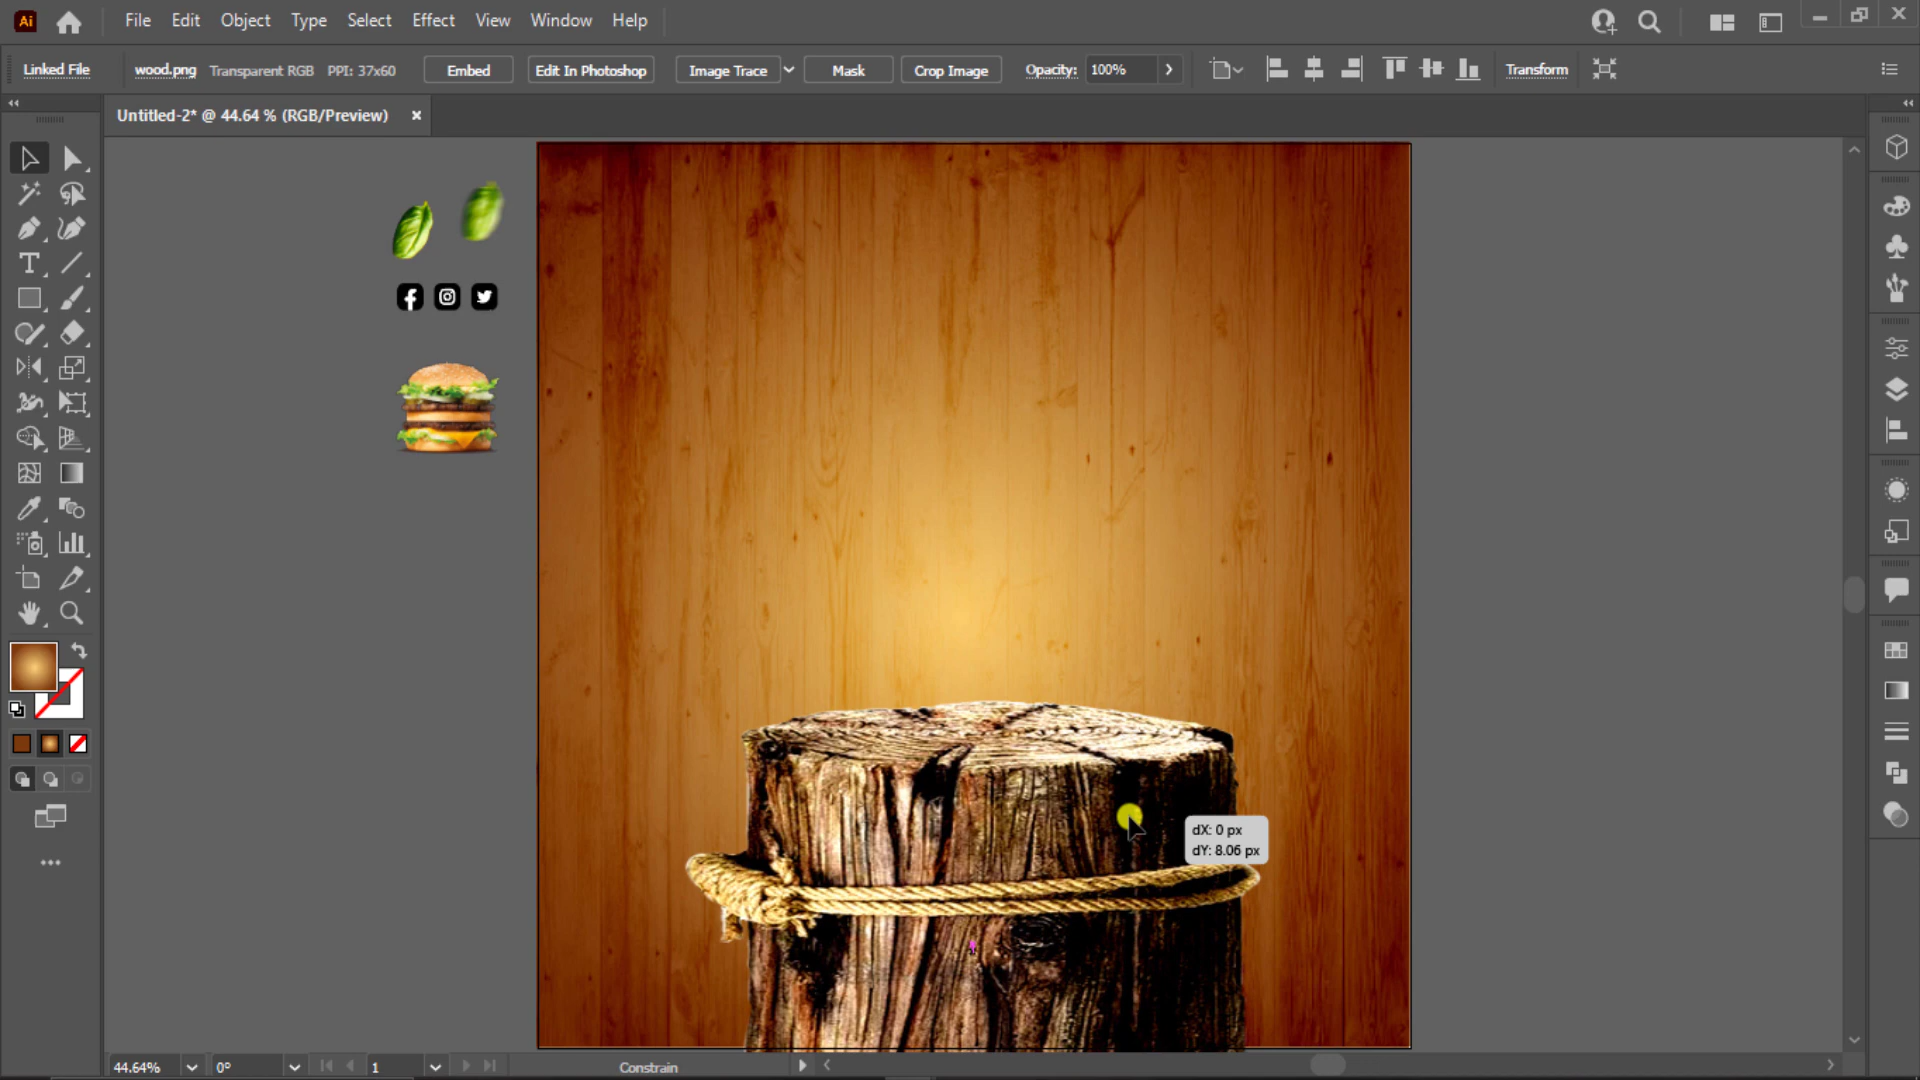 Ai File Edit Object Type Select Effect View Window Help
Linked File wood.png Transparent RGB PPI: 37x60 Embed Edit In Photoshop Image Trace Mask Crop Image Opacity: 100% Transform
Untitled-2* @ 44.64 % (RGB/Preview)
dX: 0 px
dY: 8.06 px
44.64% 0° 1 Constrain